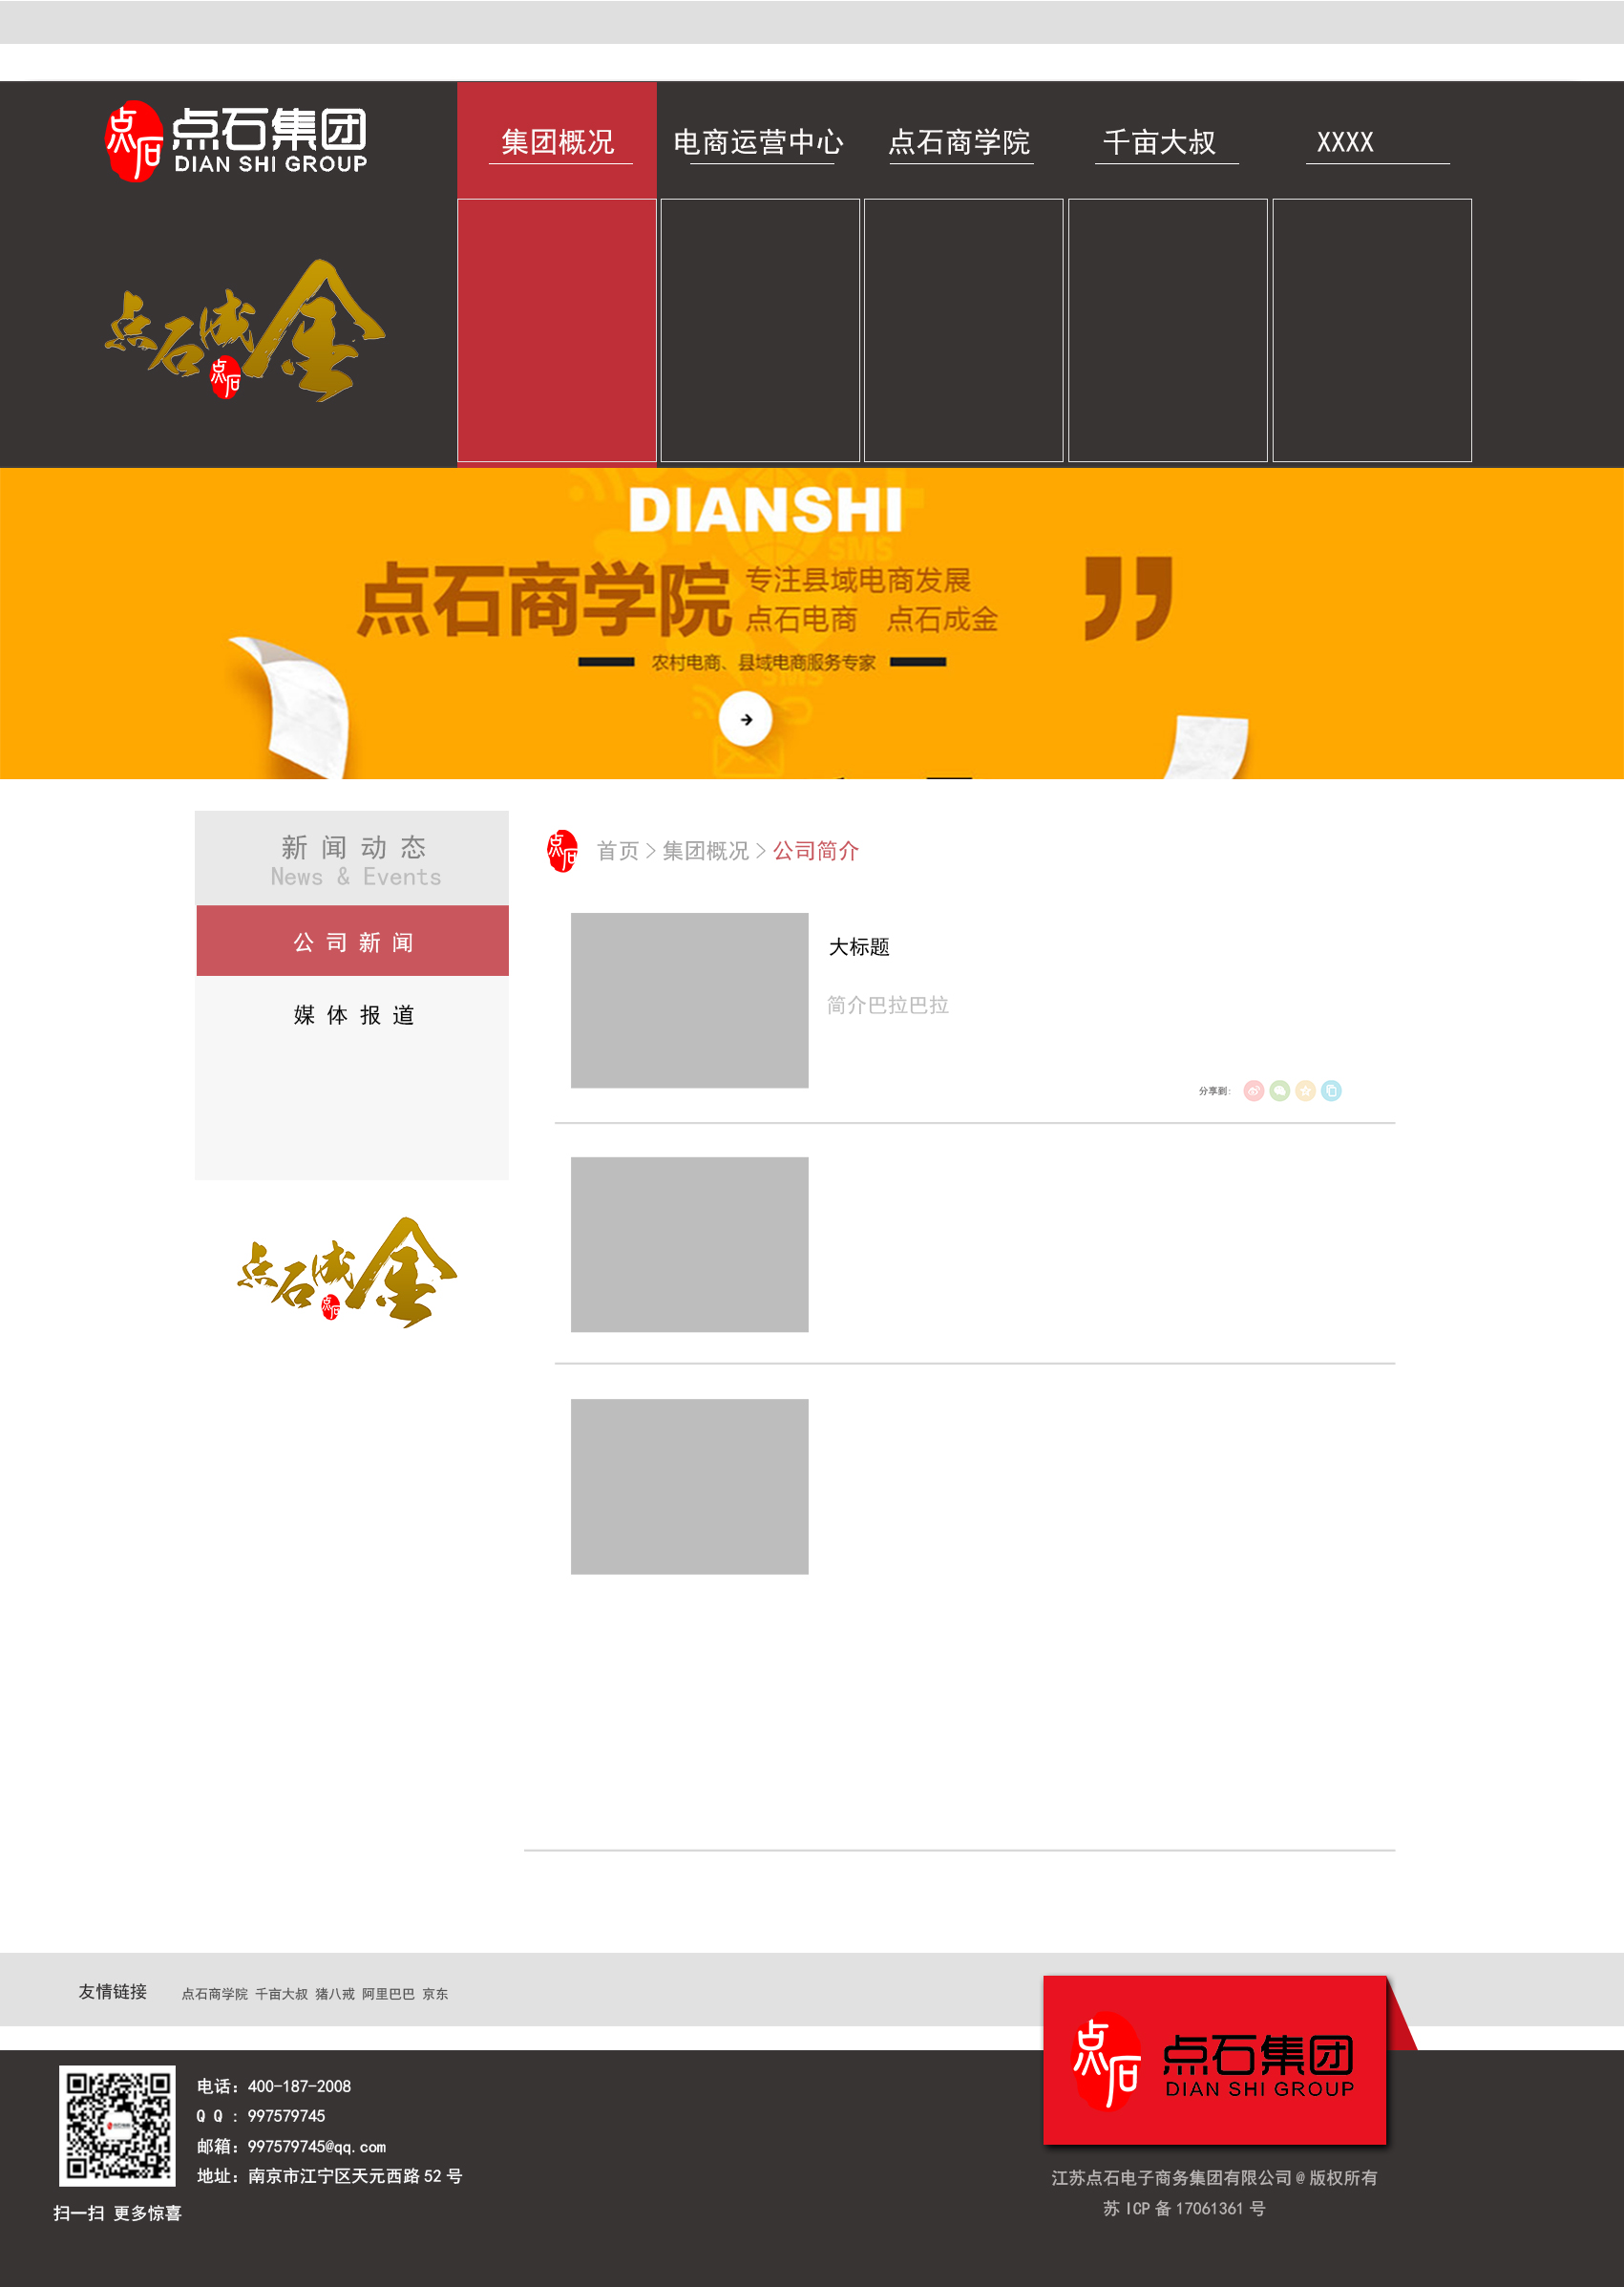 点石 点石集团
DIAN SHI GROUP
集团概况 电商运营中心 点石商学院 千亩大叔 XXXX
点石成金
点石
DIANSHI
SMS
点石商学院
专注县域电商发展
点石电商 点石成金
农村电商、县域电商服务专家
SMS
新闻动态
News & Events
公司新闻
媒体报道
点石
首页 > 集团概况 > 公司简介
大标题
简介巴拉巴拉
分享到:
点石成金
点石
友情链接 点石商学院 千亩大叔 猪八戒 阿里巴巴 京东
点石 点石集团
DIAN SHI GROUP
电话：400-187-2008
QQ ：997579745
邮箱：997579745@qq.com
地址：南京市江宁区天元西路 52 号
扫一扫 更多惊喜
江苏点石电子商务集团有限公司 @ 版权所有
苏 ICP 备 17061361 号